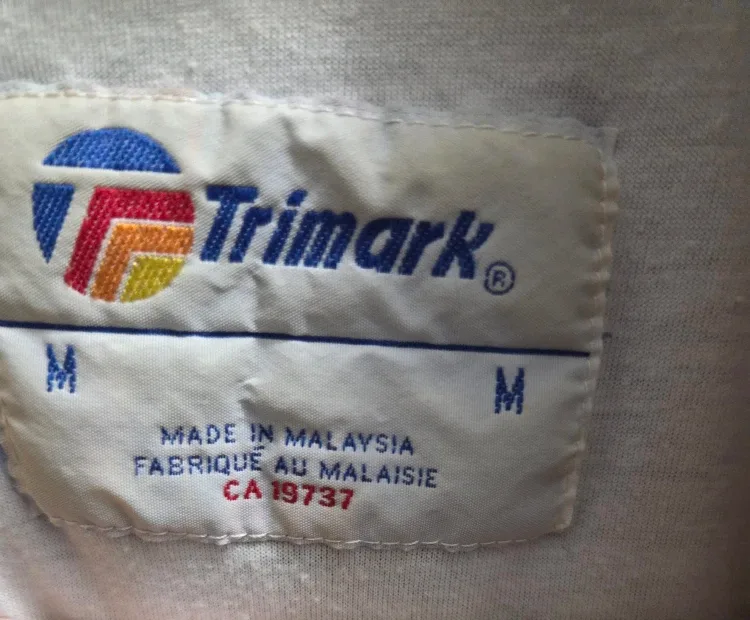 Trimark®
M M
MADE IN MALAYSIA
FABRIQUÉ AU MALAISIE
CA 19737